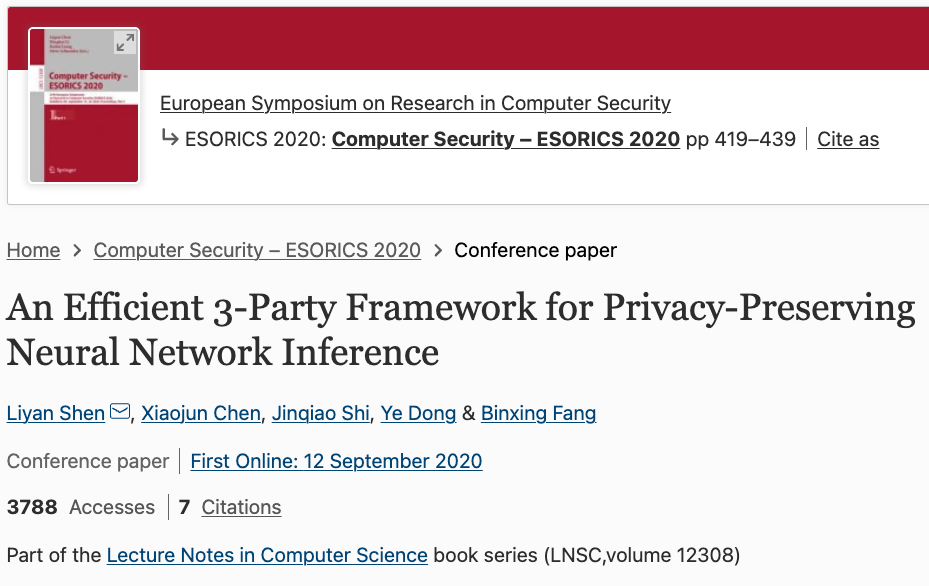 Computer Security –
ESORICS 2020
Springer
European Symposium on Research in Computer Security
ESORICS 2020: Computer Security – ESORICS 2020 pp 419–439 | Cite as
Home > Computer Security – ESORICS 2020 > Conference paper
An Efficient 3-Party Framework for Privacy-Preserving
Neural Network Inference
Liyan Shen, Xiaojun Chen, Jinqiao Shi, Ye Dong & Binxing Fang
Conference paper | First Online: 12 September 2020
3788 Accesses | 7 Citations
Part of the Lecture Notes in Computer Science book series (LNSC,volume 12308)